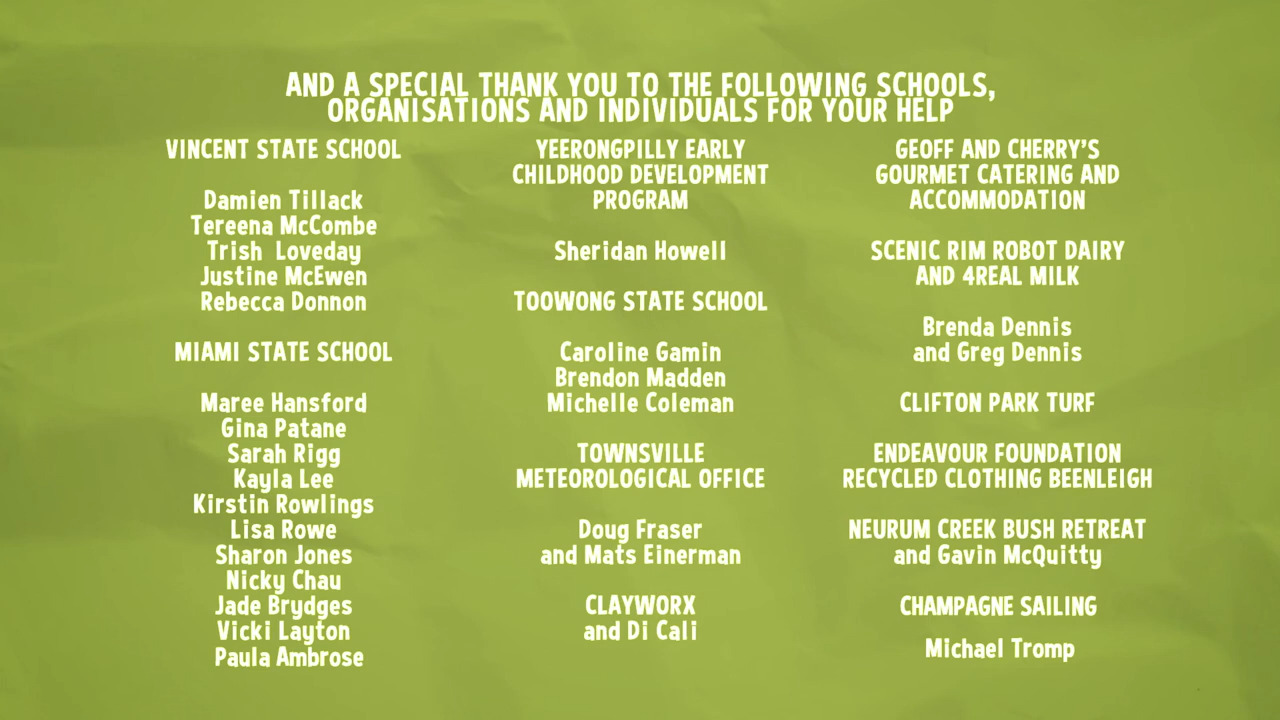 AND A SPECIAL THANK YOU TO THE FOLLOWING SCHOOLS,
ORGANISATIONS AND INDIVIDUALS FOR YOUR HELP
VINCENT STATE SCHOOL
Damien Tillack
Tereena McCombe
Trish Loveday
Justine McEwen
Rebecca Donnon
MIAMI STATE SCHOOL
Maree Hansford
Gina Patane
Sarah Rigg
Kayla Lee
Kirstin Rowlings
Lisa Rowe
Sharon Jones
Nicky Chau
Jade Brydges
Vicki Layton
Paula Ambrose
YEERONGPILLY EARLY
CHILDHOOD DEVELOPMENT
PROGRAM
Sheridan Howell
TOOWONG STATE SCHOOL
Caroline Gamin
Brendon Madden
Michelle Coleman
TOWNSVILLE
METEOROLOGICAL OFFICE
Doug Fraser
and Mats Einerman
CLAYWORX
and Di Cali
GEOFF AND CHERRY'S
GOURMET CATERING AND
ACCOMMODATION
SCENIC RIM ROBOT DAIRY
AND 4REAL MILK
Brenda Dennis
and Greg Dennis
CLIFTON PARK TURF
ENDEAVOUR FOUNDATION
RECYCLED CLOTHING BEENLEIGH
NEURUM CREEK BUSH RETREAT
and Gavin McQuitty
CHAMPAGNE SAILING
Michael Tromp